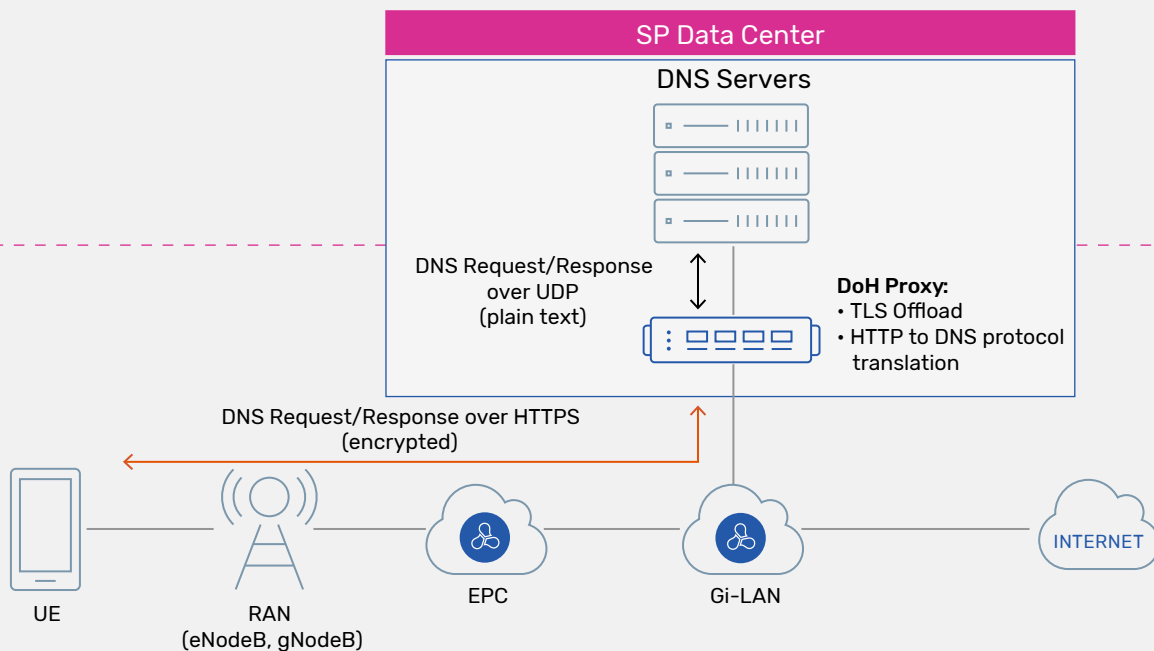 SP Data Center
DNS Servers
DNS Request/Response
over UDP
(plain text)
DoH Proxy:
• TLS Offload
• HTTP to DNS protocol
translation
DNS Request/Response over HTTPS
(encrypted)
INTERNET
UE
RAN
(eNodeB, gNodeB)
EPC
Gi-LAN